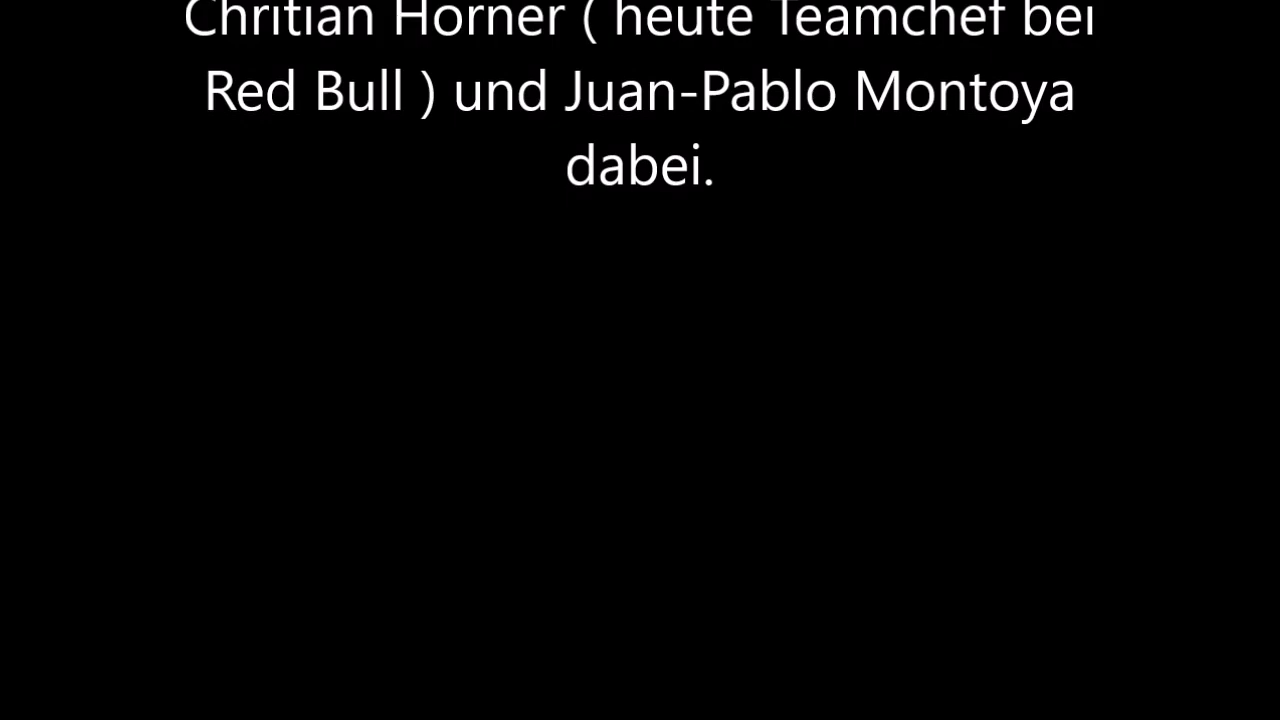 Chritian Horner ( heute Teamchef bei
Red Bull ) und Juan-Pablo Montoya
dabei.